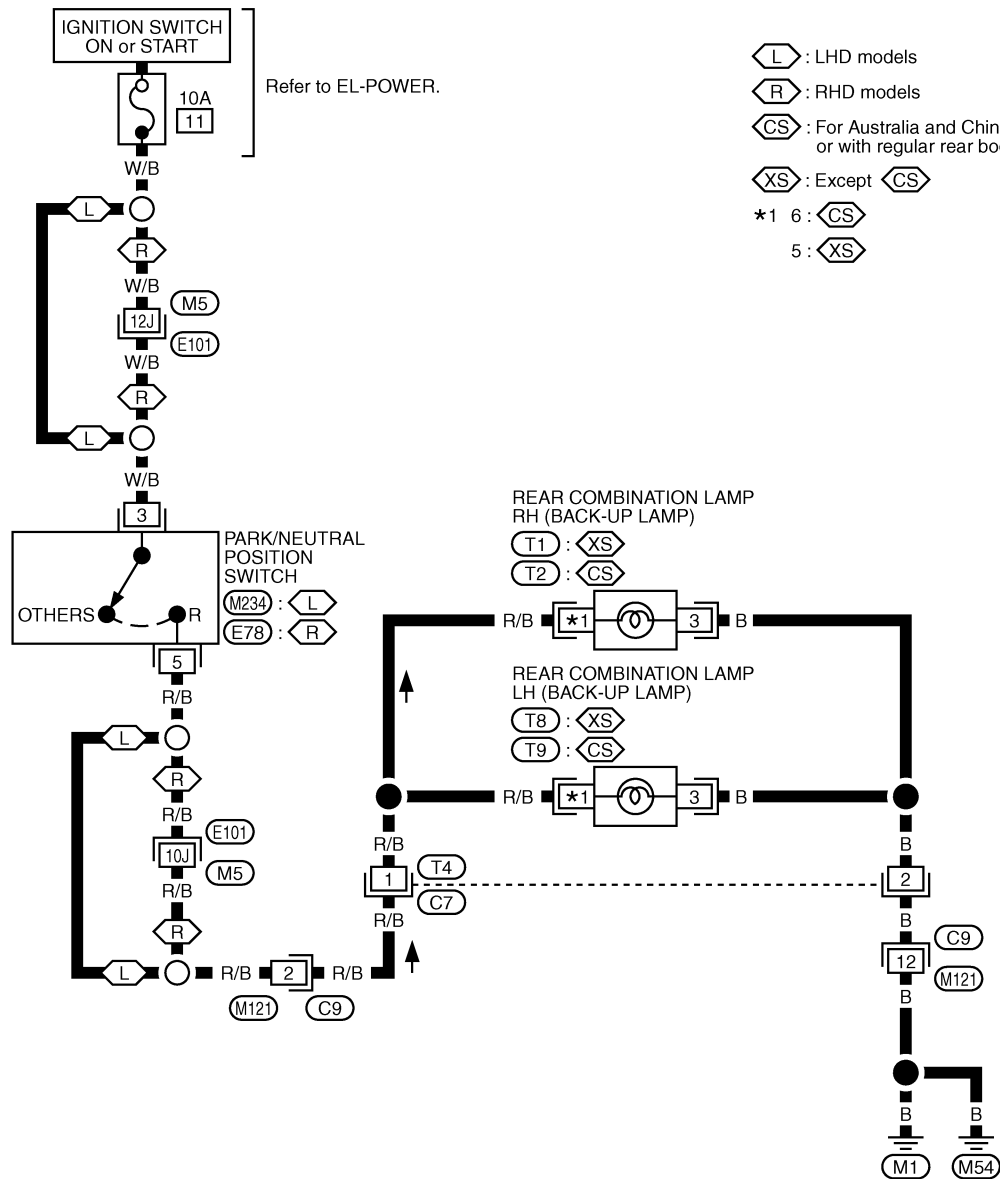 IGNITION SWITCH
ON or START
Refer to EL-POWER.
10A
11
W/B
L
R
W/B
12J
M5
E101
W/B
R
L
W/B
3
PARK/NEUTRAL
POSITION
SWITCH
M234 : L
E78 : R
OTHERS
R
5
R/B
L
R
R/B
10J
E101
M5
R/B
R
L
R/B
2
R/B
M121
C9
L : LHD models
R : RHD models
CS : For Australia and Chin
or with regular rear bo
XS : Except CS
*1 6 : CS
5 : XS
REAR COMBINATION LAMP
RH (BACK-UP LAMP)
T1 : XS
T2 : CS
R/B
*1
3
B
REAR COMBINATION LAMP
LH (BACK-UP LAMP)
T8 : XS
T9 : CS
R/B
*1
3
B
R/B
1
T4
C7
R/B
B
2
B
C9
12
M121
B
B
B
M1
M54